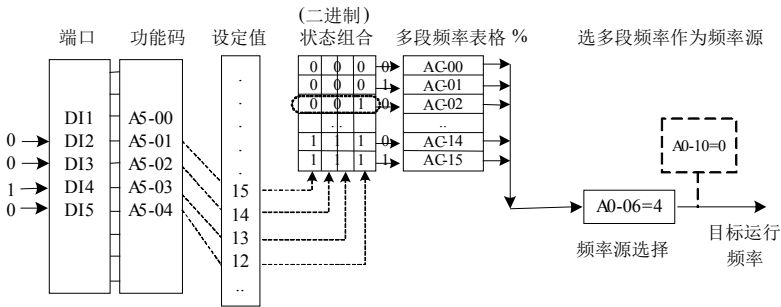 (二进制)
端口 功能码 设定值 状态组合 多段频率表格 % 选多段频率作为频率源
0 0 0 0 AC-00
0 0 0 1 AC-01
0 0 1 0 AC-02
.. ..
1 1 1 0 AC-14
1 1 1 1 AC-15
DI1 A5-00
0 DI2 A5-01
0 DI3 A5-02
1 DI4 A5-03
0 DI5 A5-04
.
.
.
.
.
15
14
13
12
..
A0-10=0
A0-06=4
频率源选择
目标运行
频率